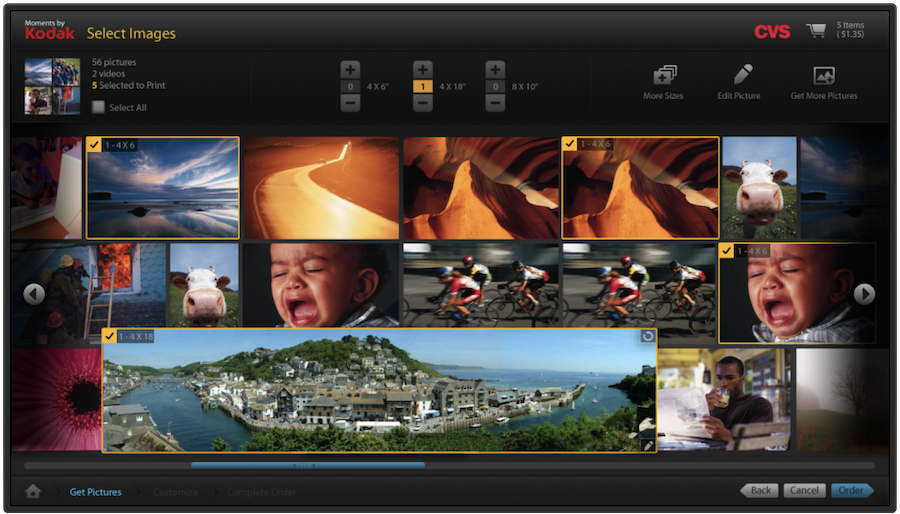 Moments by
Kodak
Select Images
CVS
5 Items
( $1.35)
56 pictures
2 videos
5 Selected to Print
Select All
0
4 X 6"
1
4 X 18"
0
8 X 10"
More Sizes
Edit Picture
Get More Pictures
1 - 4 X 6
1 - 4 X 6
1 - 4 X 6
1 - 4 X 18
Get Pictures
Customize
Complete Order
Back
Cancel
Order